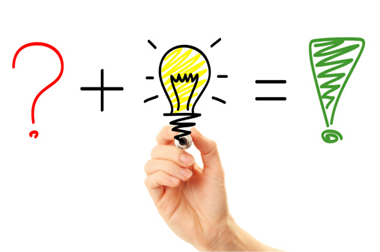 ? + = !